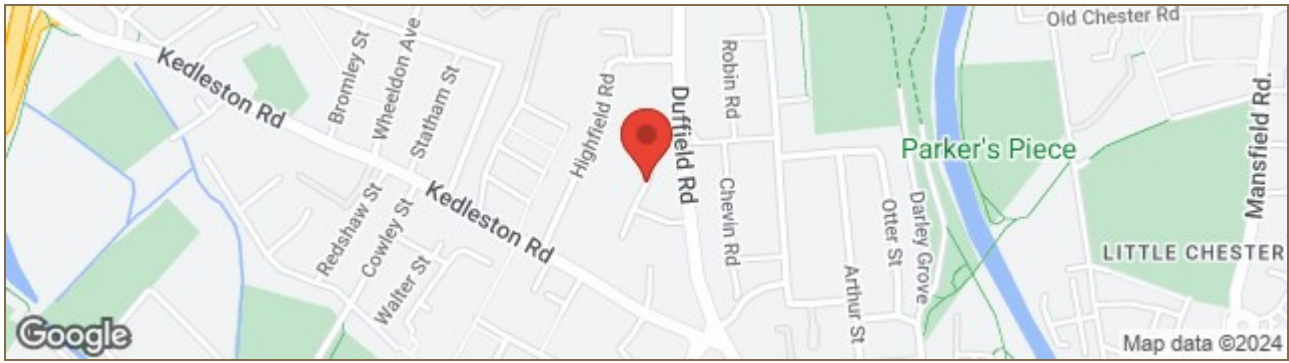 Old Chester Rd
Kedleston Rd
Bromley St
Wheeldon Ave
Statham St
Highfield Rd
Duffield Rd
Robin Rd
Parker's Piece
Mansfield Rd.
Kedleston Rd
Redshaw St
Cowley St
Walter St
Chevin Rd
Arthur St
Otter St
Darley Grove
LITTLE CHESTER
Google
Map data ©2024